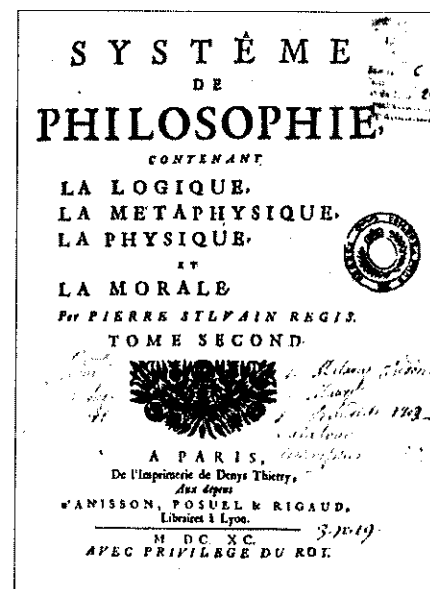 SYSTÊME
DE
PHILOSOPHIE,
CONTENANT
LA LOGIQUE,
LA METAPHYSIQUE,
LA PHYSIQUE,
ET
LA MORALE
Par PIERRE SYLVAIN REGIS.
TOME SECOND.
A PARIS,
De l'Imprimerie de Denys Thierry,
Aux depens
D'ANISSON, POSUEL & RIGAUD,
Libraires à Lyon.
M DC. XC.
AVEC PRIVILEGE DU ROY.